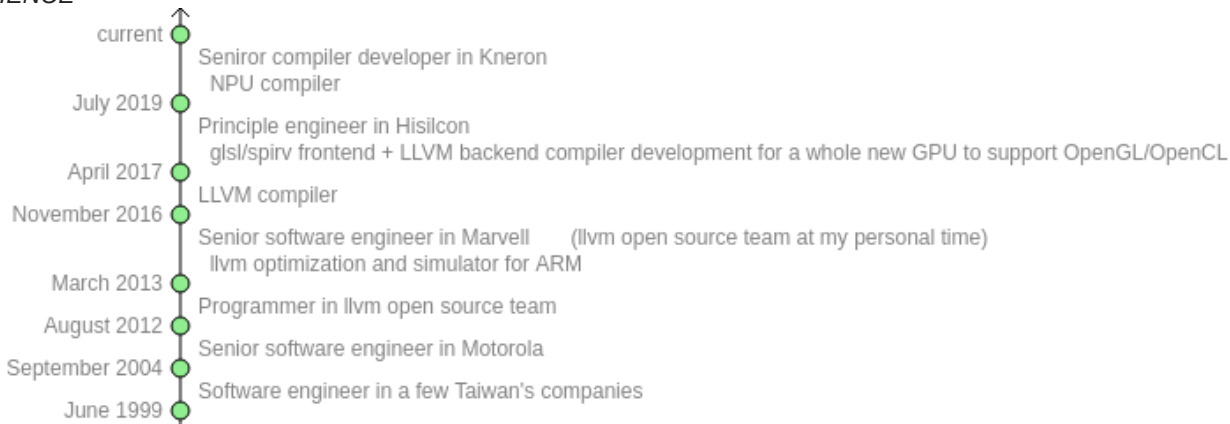 current
Seniror compiler developer in Kneron
NPU compiler
July 2019
Principle engineer in Hisilcon
glsl/spirv frontend + LLVM backend compiler development for a whole new GPU to support OpenGL/OpenCL
April 2017
LLVM compiler
November 2016
Senior software engineer in Marvell (llvm open source team at my personal time)
llvm optimization and simulator for ARM
March 2013
Programmer in llvm open source team
August 2012
Senior software engineer in Motorola
September 2004
Software engineer in a few Taiwan's companies
June 1999